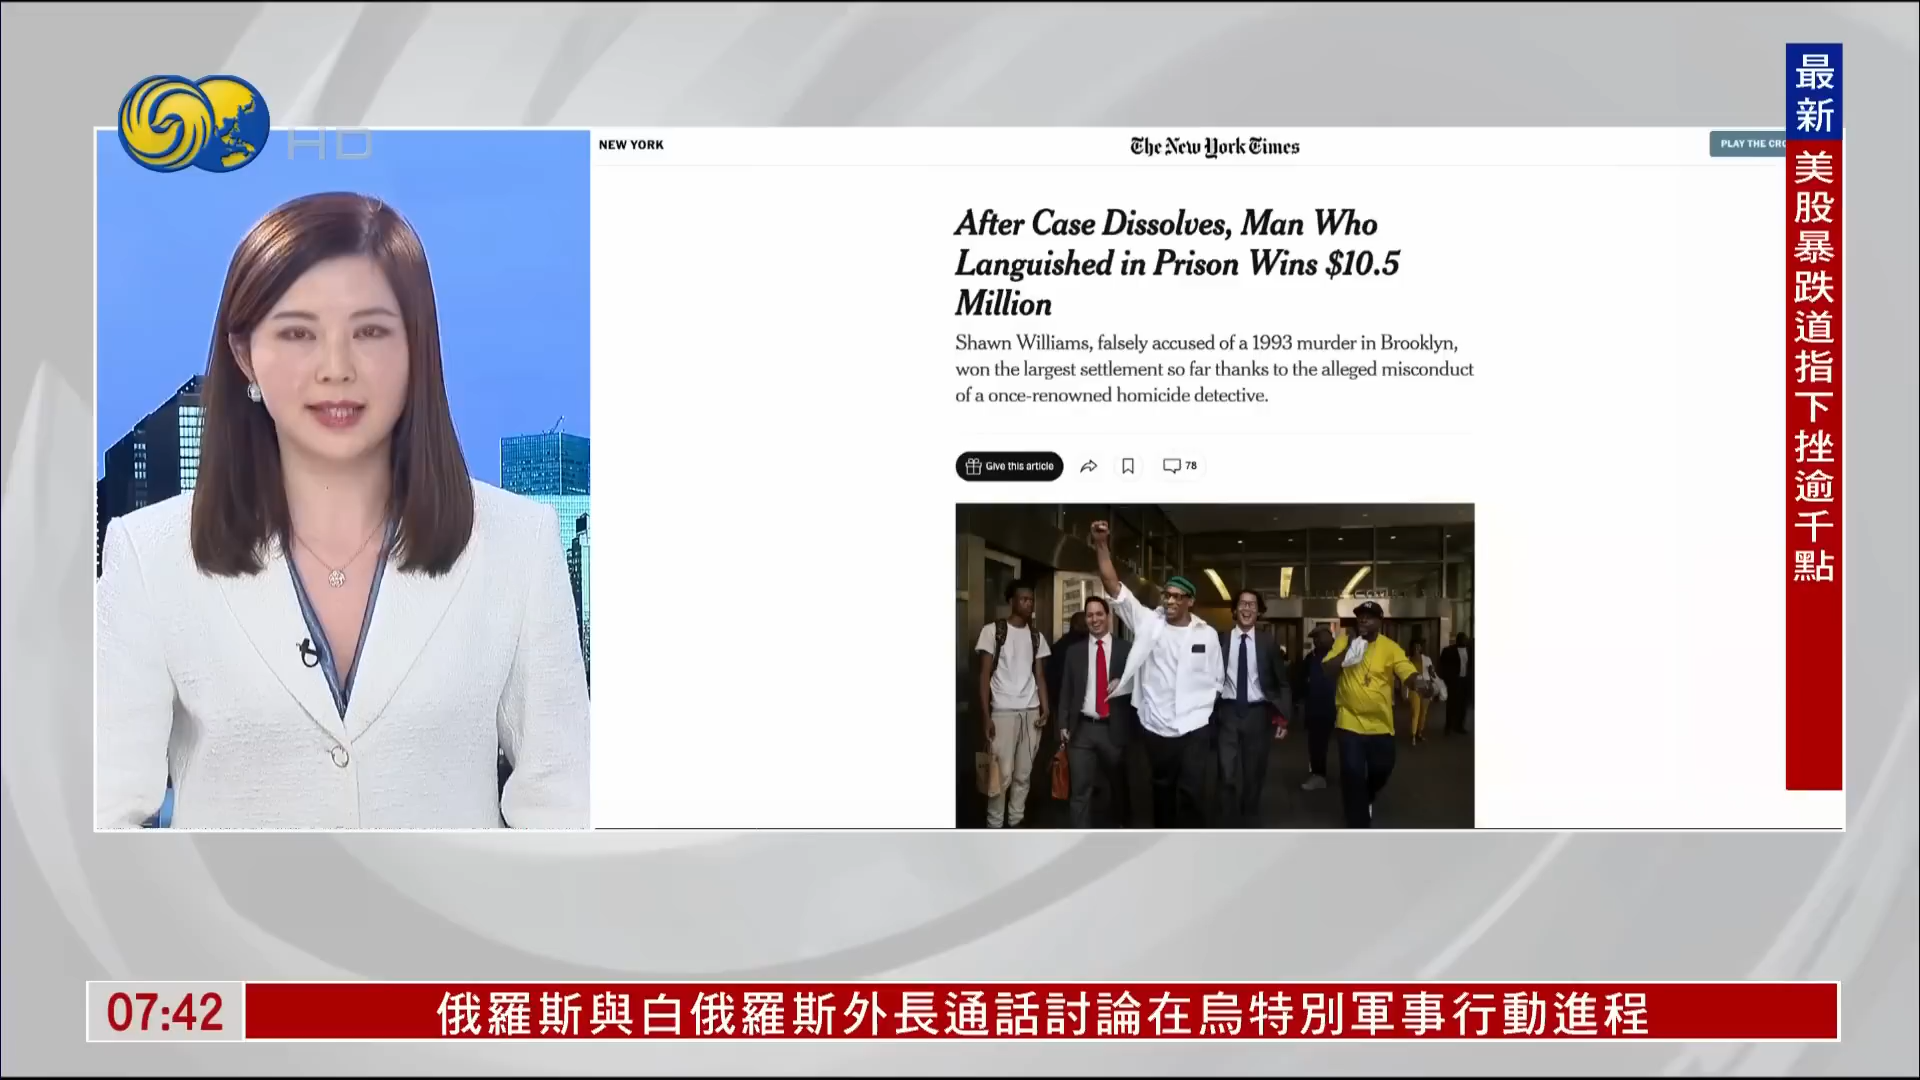 HD
NEW YORK
The New York Times
PLAY THE CRO
After Case Dissolves, Man Who
Languished in Prison Wins $10.5
Million
Shawn Williams, falsely accused of a 1993 murder in Brooklyn,
won the largest settlement so far thanks to the alleged misconduct
of a once-renowned homicide detective.
Give this article
78
最新
美股暴跌道指下挫逾千點
07:42
俄羅斯與白俄羅斯外長通話討論在烏特別軍事行動進程